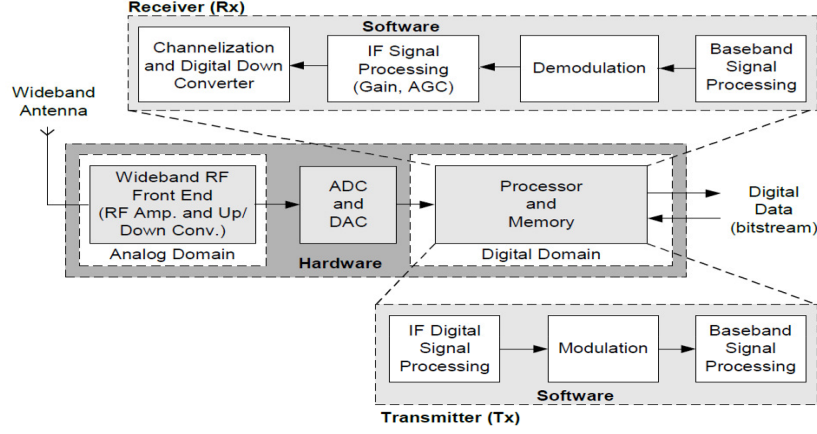 Receiver (Rx)
Software
Channelization
and Digital Down
Converter
IF Signal
Processing
(Gain, AGC)
Demodulation
Baseband
Signal
Processing
Wideband
Antenna
Wideband RF
Front End
(RF Amp. and Up/
Down Conv.)
Analog Domain
ADC
and
DAC
Hardware
Processor
and
Memory
Digital Domain
Digital
Data
(bitstream)
IF Digital
Signal
Processing
Modulation
Baseband
Signal
Processing
Software
Transmitter (Tx)